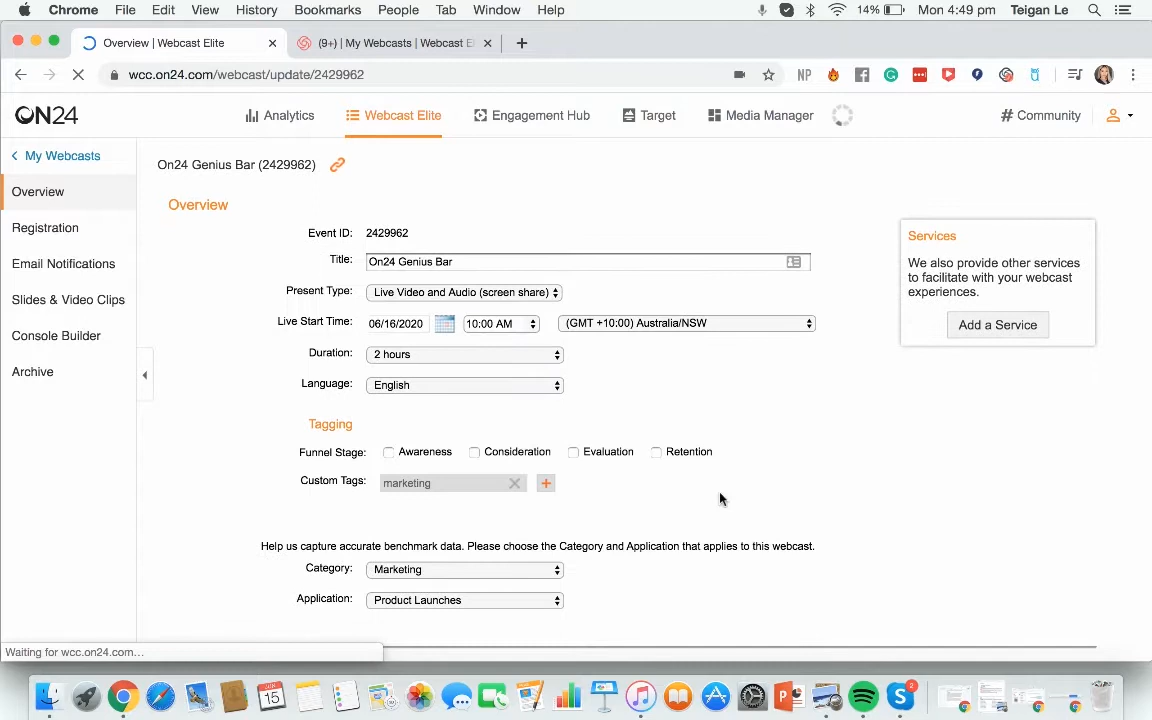 Chrome File Edit View History Bookmarks People Tab Window Help 14% Mon 4:49 pm Teigan Le
Overview | Webcast Elite (9+) | My Webcasts | Webcast El
wcc.on24.com/webcast/update/2429962 NP
ON24 Analytics Webcast Elite Engagement Hub Target Media Manager Community
My Webcasts
On24 Genius Bar (2429962)
Overview
Registration
Email Notifications
Slides & Video Clips
Console Builder
Archive
Overview
Event ID: 2429962
Title: On24 Genius Bar
Present Type: Live Video and Audio (screen share)
Live Start Time: 06/16/2020 10:00 AM (GMT +10:00) Australia/NSW
Duration: 2 hours
Language: English
Tagging
Funnel Stage: Awareness Consideration Evaluation Retention
Custom Tags: marketing
Help us capture accurate benchmark data. Please choose the Category and Application that applies to this webcast.
Category: Marketing
Application: Product Launches
Services
We also provide other services
to facilitate with your webcast
experiences.
Add a Service
Waiting for wcc.on24.com...
15
2